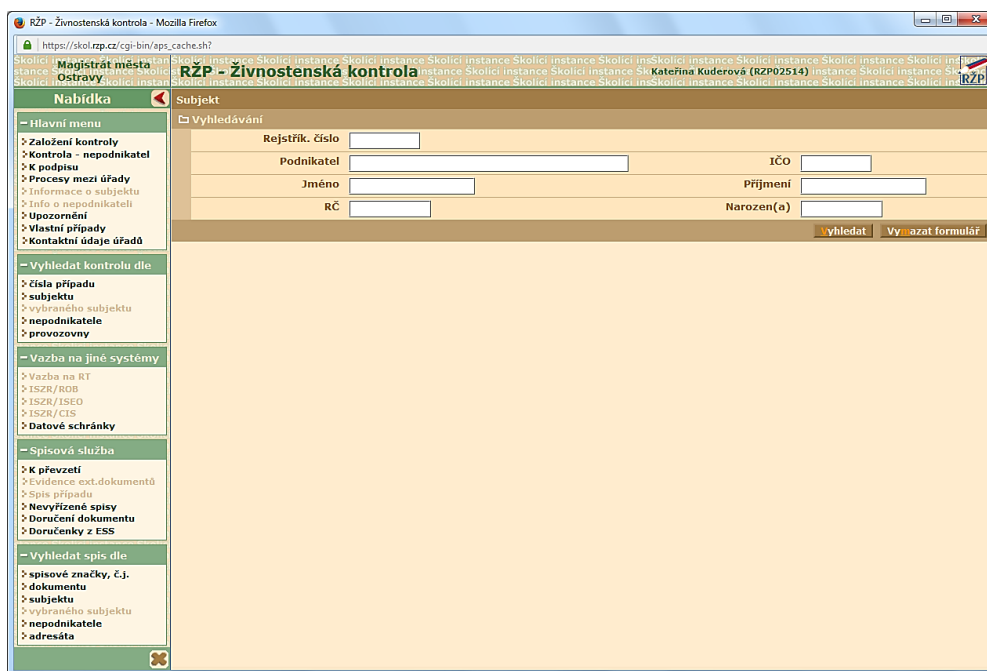 RŽP - Živnostenská kontrola - Mozilla Firefox
https://skol.rzp.cz/cgi-bin/aps_cache.sh?
Magistrát města
Ostravy
RŽP - Živnostenská kontrola
Kateřina Kuderová (RZP02514)
RŽP
Nabídka
Hlavní menu
Založení kontroly
Kontrola - nepodnikatel
K podpisu
Procesy mezi úřady
Informace o subjektu
Info o nepodnikateli
Upozornění
Vlastní případy
Kontaktní údaje úřadů
Vyhledat kontrolu dle
čísla případu
subjektu
vybraného subjektu
nepodnikatele
provozovny
Vazba na jiné systémy
Vazba na RT
ISZR/ROB
ISZR/ISEO
ISZR/CIS
Datové schránky
Spisová služba
K převzetí
Evidence ext.dokumentů
Spis případu
Nevyřízené spisy
Doručení dokumentu
Doručenky z ESS
Vyhledat spis dle
spisové značky, č.j.
dokumentu
subjektu
vybraného subjektu
nepodnikatele
adresáta
Subjekt
Vyhledávání
Rejstřík. číslo
Podnikatel IČO
Jméno Příjmení
RČ Narozen(a)
Vyhledat Vymazat formulář